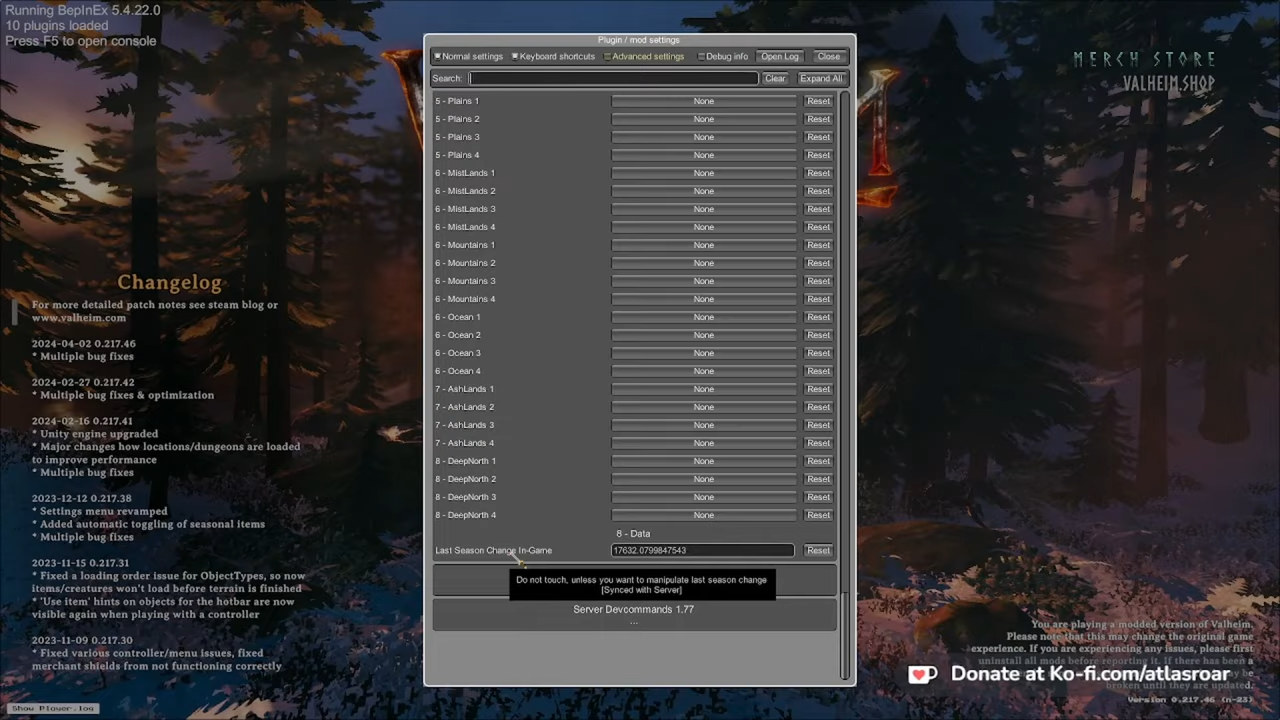 Running BepInEx 5.4.22.0
10 plugins loaded
Press F5 to open console
Plugin / mod settings
Normal settings Keyboard shortcuts Advanced settings Debug info Open Log Close
Search: Clear Expand All
5 - Plains 1 None Reset
5 - Plains 2 None Reset
5 - Plains 3 None Reset
5 - Plains 4 None Reset
6 - MistLands 1 None Reset
6 - MistLands 2 None Reset
6 - MistLands 3 None Reset
6 - MistLands 4 None Reset
6 - Mountains 1 None Reset
6 - Mountains 2 None Reset
6 - Mountains 3 None Reset
6 - Mountains 4 None Reset
6 - Ocean 1 None Reset
6 - Ocean 2 None Reset
6 - Ocean 3 None Reset
6 - Ocean 4 None Reset
7 - AshLands 1 None Reset
7 - AshLands 2 None Reset
7 - AshLands 3 None Reset
7 - AshLands 4 None Reset
8 - DeepNorth 1 None Reset
8 - DeepNorth 2 None Reset
8 - DeepNorth 3 None Reset
8 - DeepNorth 4 None Reset
8 - Data
Last Season Change In-Game 17632.0799847543 Reset
Do not touch, unless you want to manipulate last season change
[Synced with Server]
Server Devcommands 1.77
...
MERCH STORE
VALHEIM.SHOP
Changelog
For more detailed patch notes see steam blog or
www.valheim.com
2024-04-02 0.217.46
* Multiple bug fixes
2024-02-27 0.217.42
* Multiple bug fixes & optimization
2024-02-16 0.217.41
* Unity engine upgraded
* Major changes how locations/dungeons are loaded
to improve performance
* Multiple bug fixes
2023-12-12 0.217.38
* Settings menu revamped
* Added automatic toggling of seasonal items
* Multiple bug fixes
2023-11-15 0.217.31
* Fixed a loading order issue for ObjectTypes, so now
items/creatures won't load before terrain is finished
* 'Use item' hints on objects for the hotbar are now
visible again when playing with a controller
2023-11-09 0.217.30
* Fixed various controller/menu issues, fixed
merchant shields from not functioning correctly
Show Player.log
You are playing a modded version of Valheim.
Please note that this may change the original game
experience. If you are experiencing any issues, please first
uninstall all mods before reporting it. If there has been a
be
Donate at Ko-fi.com/atlasroar
broken until they are updated.
Version 0.217.46 (n-23)